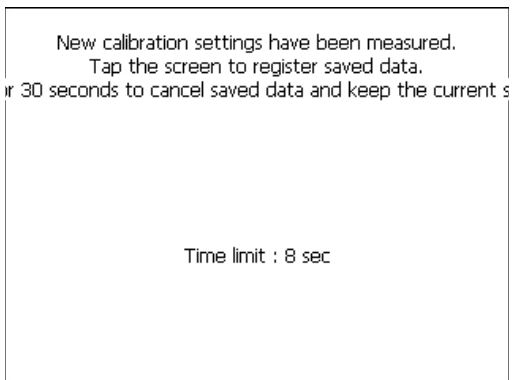 New calibration settings have been measured.
Tap the screen to register saved data.
r 30 seconds to cancel saved data and keep the current s
Time limit : 8 sec